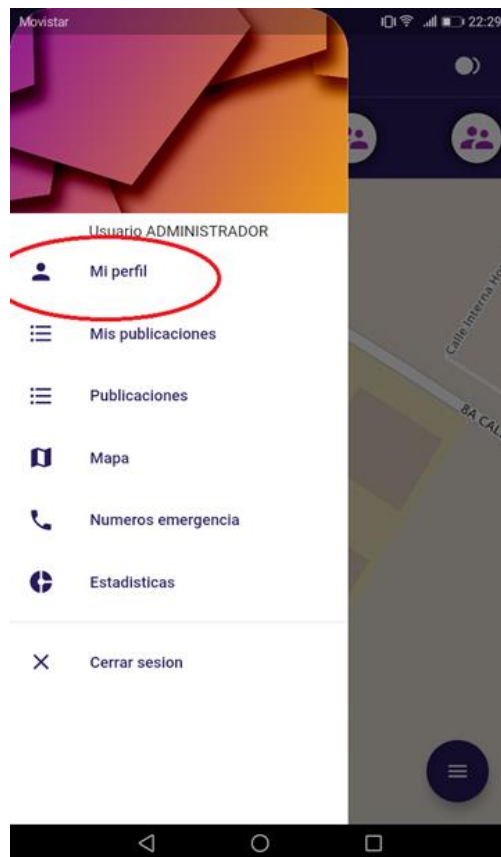 Movistar
22:29
Usuario ADMINISTRADOR
Mi perfil
Mis publicaciones
Publicaciones
Mapa
Numeros emergencia
Estadisticas
Cerrar sesion
Calle Interna
8A CAL